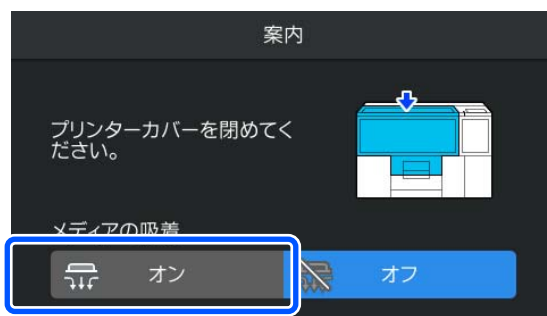 案内
プリンターカバーを閉めてく
ださい。
メディアの吸着
オン
オフ